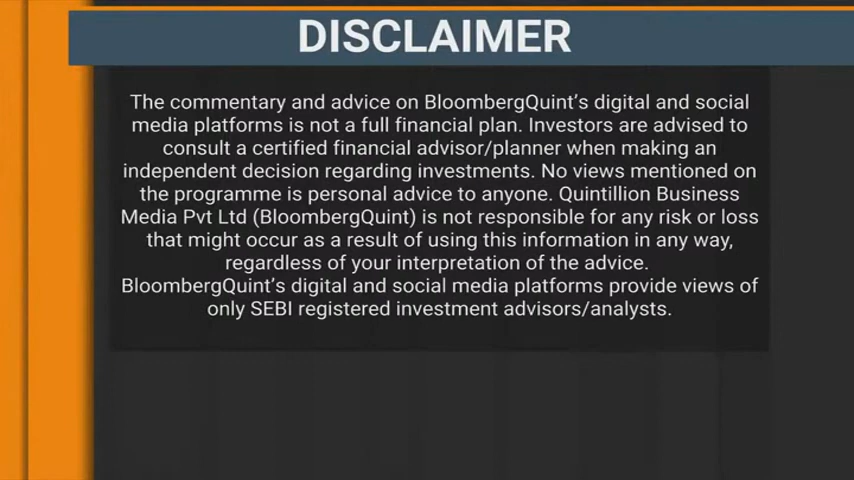 DISCLAIMER
The commentary and advice on BloombergQuint's digital and social
media platforms is not a full financial plan. Investors are advised to
consult a certified financial advisor/planner when making an
independent decision regarding investments. No views mentioned on
the programme is personal advice to anyone. Quintillion Business
Media Pvt Ltd (BloombergQuint) is not responsible for any risk or loss
that might occur as a result of using this information in any way,
regardless of your interpretation of the advice.
BloombergQuint's digital and social media platforms provide views of
only SEBI registered investment advisors/analysts.